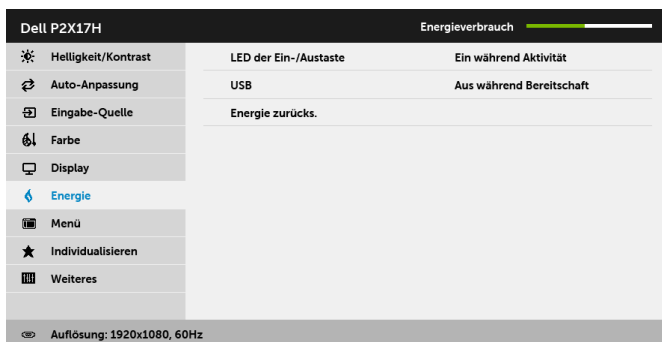 Dell P2X17H Energieverbrauch
Helligkeit/Kontrast LED der Ein-/Austaste Ein während Aktivität
Auto-Anpassung USB Aus während Bereitschaft
Eingabe-Quelle Energie zurücks.
Farbe
Display
Energie
Menü
Individualisieren
Weiteres
Auflösung: 1920x1080, 60Hz